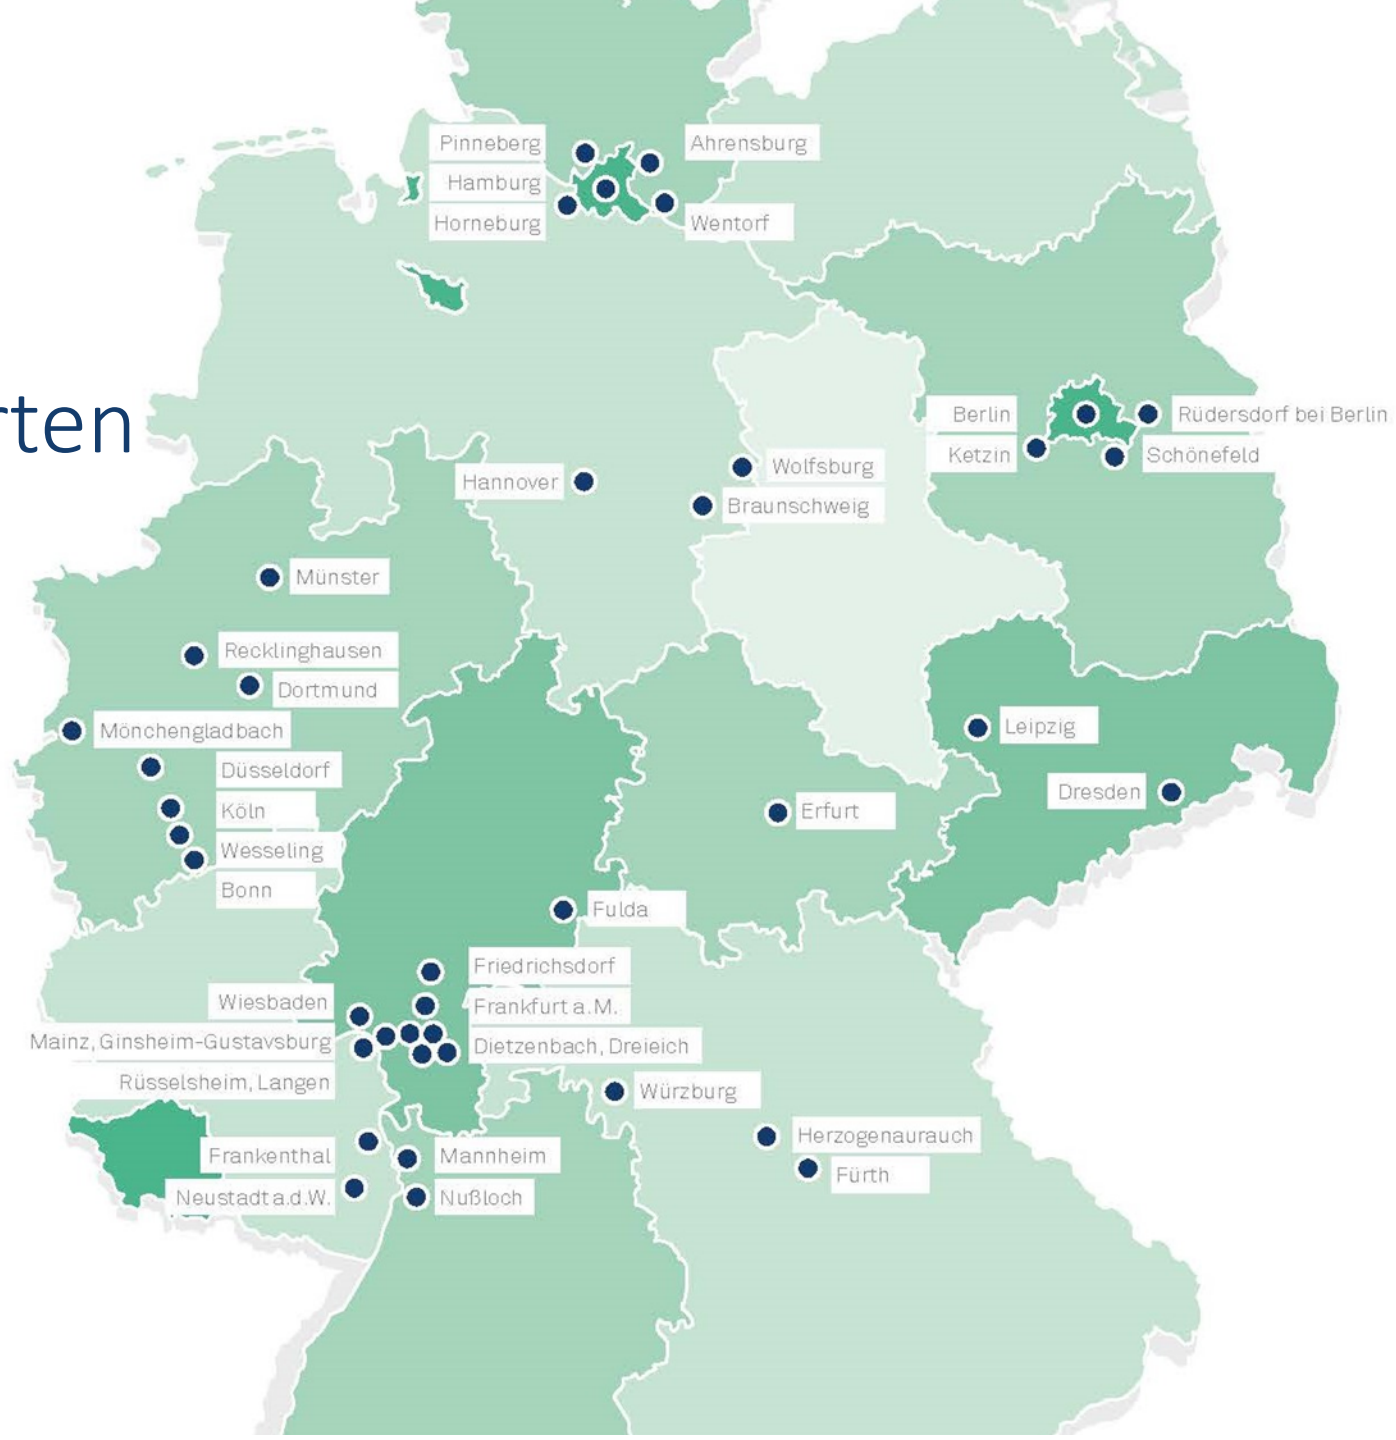 Pinneberg
Ahrensburg
Hamburg
Horneburg
Wentorf
rten
Berlin
Rüdersdorf bei Berlin
Ketzin
Schönefeld
Hannover
Wolfsburg
Braunschweig
Münster
Recklinghausen
Dortmund
Mönchengladbach
Düsseldorf
Köln
Wesseling
Bonn
Leipzig
Dresden
Erfurt
Fulda
Friedrichsdorf
Wiesbaden
Frankfurt a.M.
Mainz, Ginsheim-Gustavsburg
Dietzenbach, Dreieich
Rüsselsheim, Langen
Würzburg
Herzogenaurauch
Fürth
Frankenthal
Mannheim
Neustadt a.d.W.
Nußloch